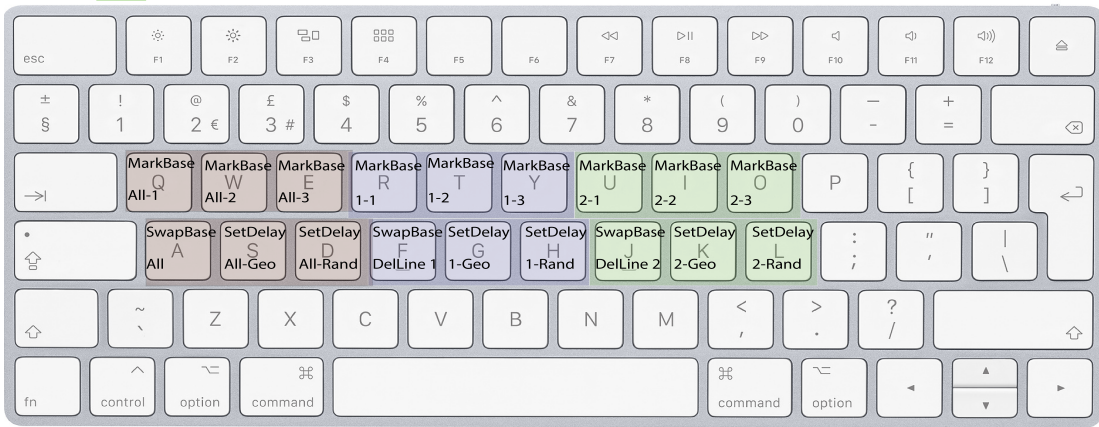 esc F1 F2 F3 F4 F5 F6 F7 F8 F9 F10 F11 F12
± ! @ £ $ % ^ & * ( ) — +
§ 1 2 € 3 # 4 5 6 7 8 9 0 - =
MarkBase MarkBase MarkBase MarkBase MarkBase MarkBase MarkBase MarkBase MarkBase { }
Q W E R T Y U I O P
All-1 All-2 All-3 1-1 1-2 1-3 2-1 2-2 2-3 [ ]
SwapBase SetDelay SetDelay SwapBase SetDelay SetDelay SwapBase SetDelay SetDelay : " |
A S D F G H J K L
All All-Geo All-Rand DelLine 1 1-Geo 1-Rand DelLine 2 2-Geo 2-Rand ; ' \
~ < > ?
` Z X C V B N M , . /
fn control option command command option